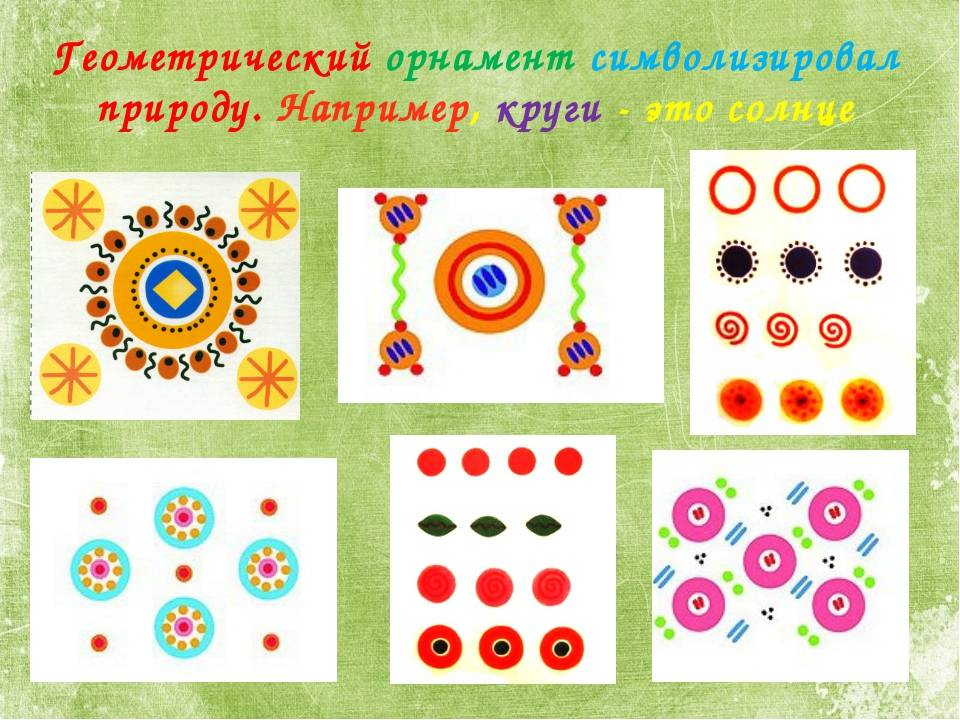 Геометрический орнамент символизировал
природу. Например, круги - это солнце